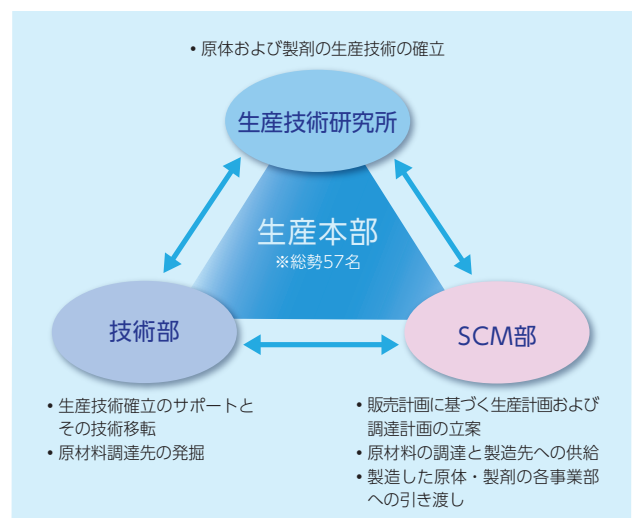 •原体および製剤の生産技術の確立
生産技術研究所
生産本部
※総勢57名
技術部
SCM部
•生産技術確立のサポートと
その技術移転
•原材料調達先の発掘
•販売計画に基づく生産計画および
調達計画の立案
•原材料の調達と製造先への供給
•製造した原体・製剤の各事業部
への引き渡し